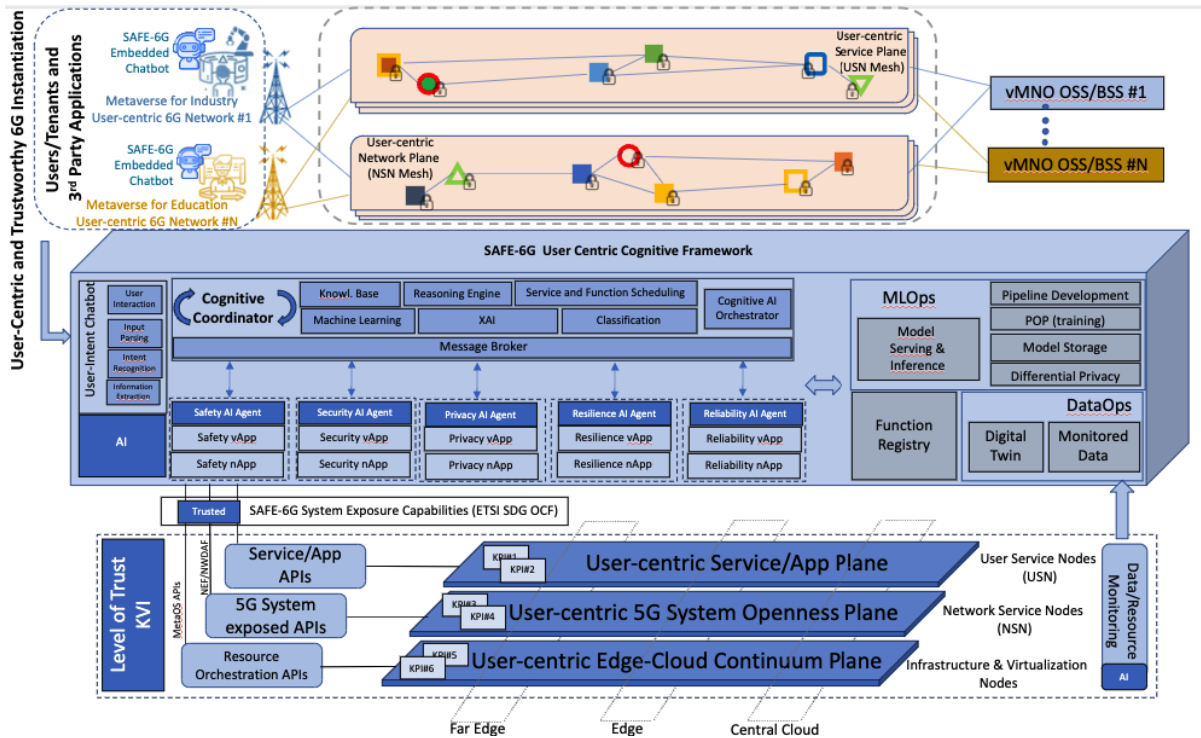 User-Centric and Trustworthy 6G Instantiation
Users/Tenants and
3rd Party Applications
SAFE-6G
Embedded
Chatbot
Metaverse for Industry
User-centric 6G Network #1
SAFE-6G
Embedded
Chatbot
Metaverse for Education
User-centric 6G Network #N
User-centric
Service Plane
(USN Mesh)
User-centric
Network Plane
(NSN Mesh)
vMNO OSS/BSS #1
vMNO OSS/BSS #N
SAFE-6G User Centric Cognitive Framework
User-Intent Chatbot
User
Interaction
Input
Parsing
Intent
Recognition
Information
Extraction
AI
Cognitive
Coordinator
Knowl. Base
Reasoning Engine
Service and Function Scheduling
Machine Learning
XAI
Classification
Cognitive AI
Orchestrator
Message Broker
Safety AI Agent
Safety vApp
Safety nApp
Security AI Agent
Security vApp
Security nApp
Privacy AI Agent
Privacy vApp
Privacy nApp
Resilience AI Agent
Resilience vApp
Resilience nApp
Reliability AI Agent
Reliability vApp
Reliability nApp
MLOps
Model
Serving &
Inference
Pipeline Development
POP (training)
Model Storage
Differential Privacy
Function
Registry
DataOps
Digital
Twin
Monitored
Data
Trusted
SAFE-6G System Exposure Capabilities (ETSI SDG OCF)
Level of Trust
KVI
MetaOS APIs
NEF/NWDAF
Service/App
APIs
5G System
exposed APIs
Resource
Orchestration APIs
KPI#1
KPI#2
User-centric Service/App Plane
KPI#3
KPI#4
User-centric 5G System Openness Plane
KPI#5
KPI#6
User-centric Edge-Cloud Continuum Plane
User Service Nodes
(USN)
Network Service Nodes
(NSN)
Infrastructure & Virtualization
Nodes
Data/Resource
Monitoring
AI
Far Edge
Edge
Central Cloud